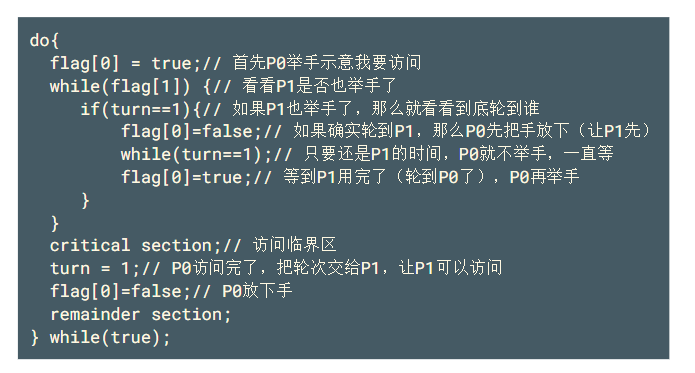 do{
flag[0] = true;// 首先P0举手示意我要访问
while(flag[1]) {// 看看P1是否也举手了
if(turn==1){// 如果P1也举手了，那么就看看到底轮到谁
flag[0]=false;// 如果确实轮到P1，那么P0先把手放下（让P1先）
while(turn==1);// 只要还是P1的时间，P0就不举手，一直等
flag[0]=true;// 等到P1用完了（轮到P0了），P0再举手
}
}
critical section;// 访问临界区
turn = 1;// P0访问完了，把轮次交给P1，让P1可以访问
flag[0]=false;// P0放下手
remainder section;
} while(true);